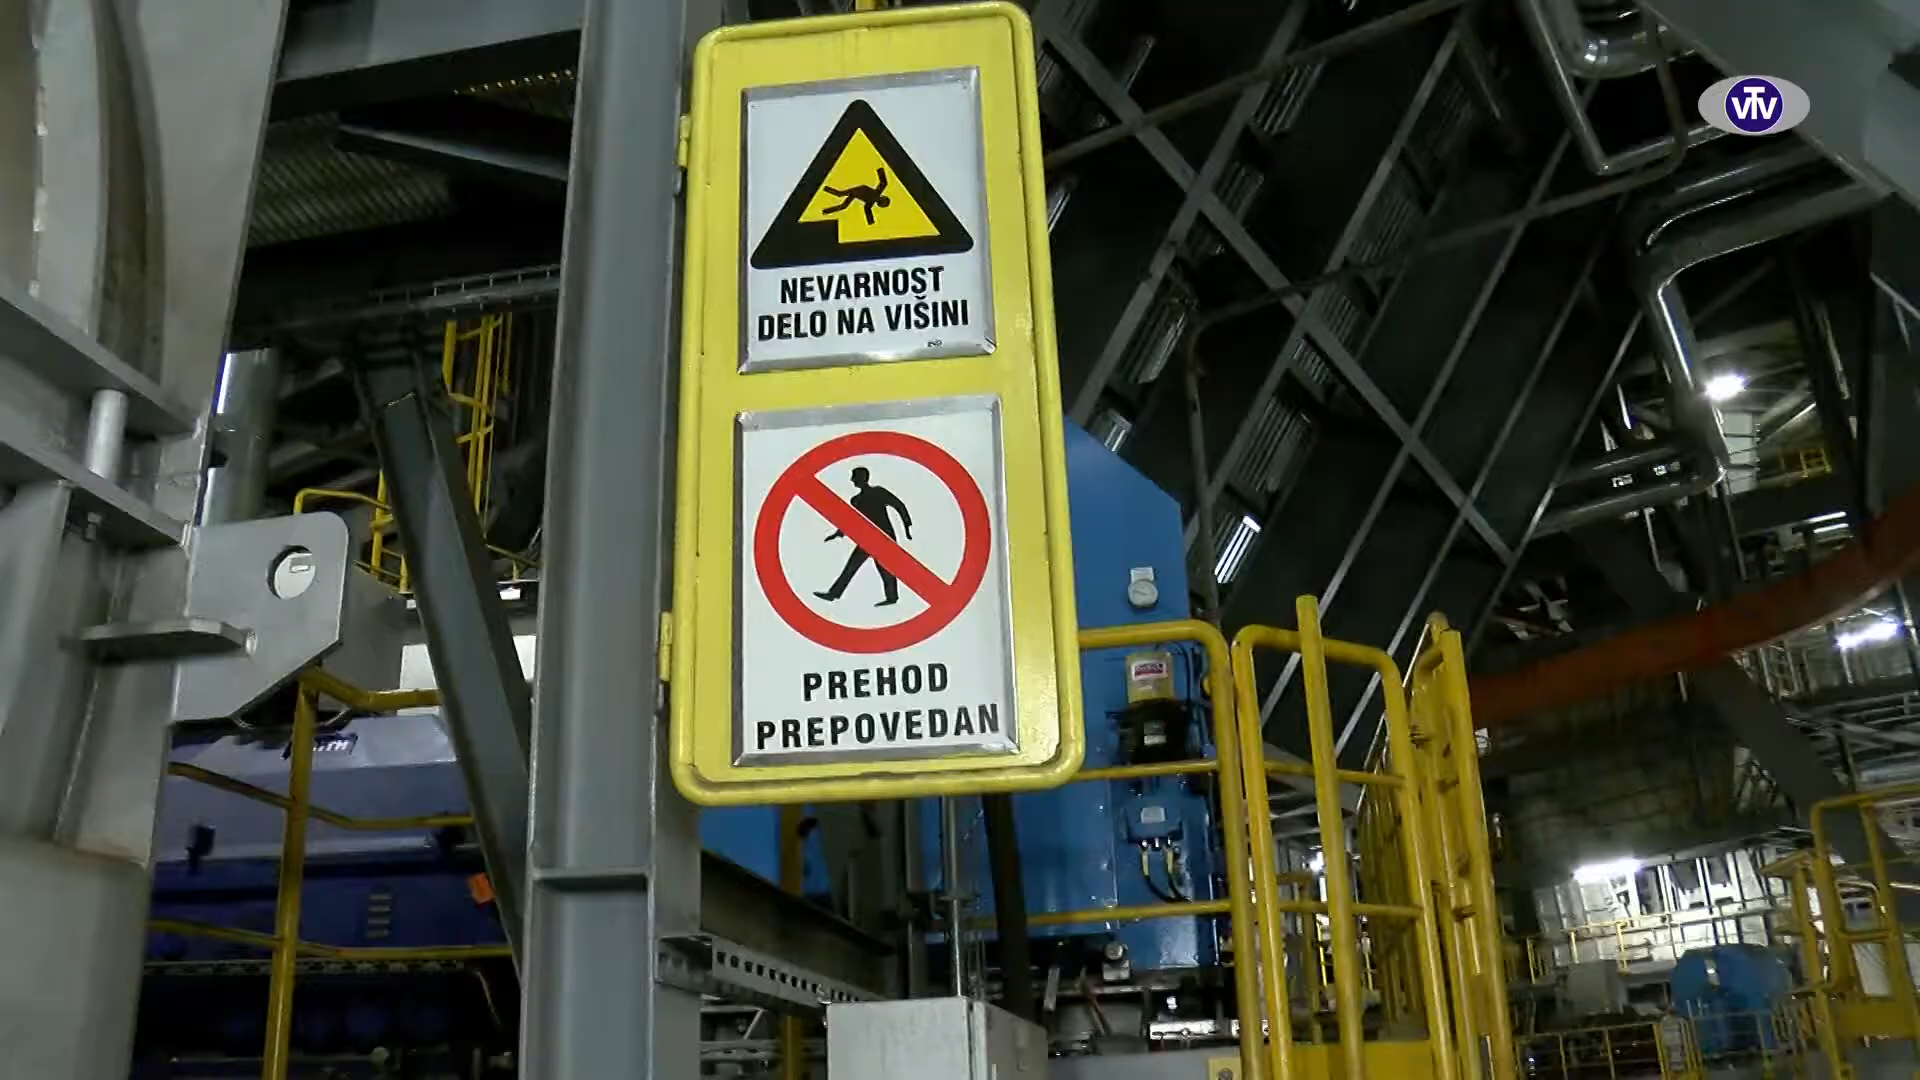 VTV
NEVARNOST
DELO NA VIŠINI
PREHOD
PREPOVEDAN